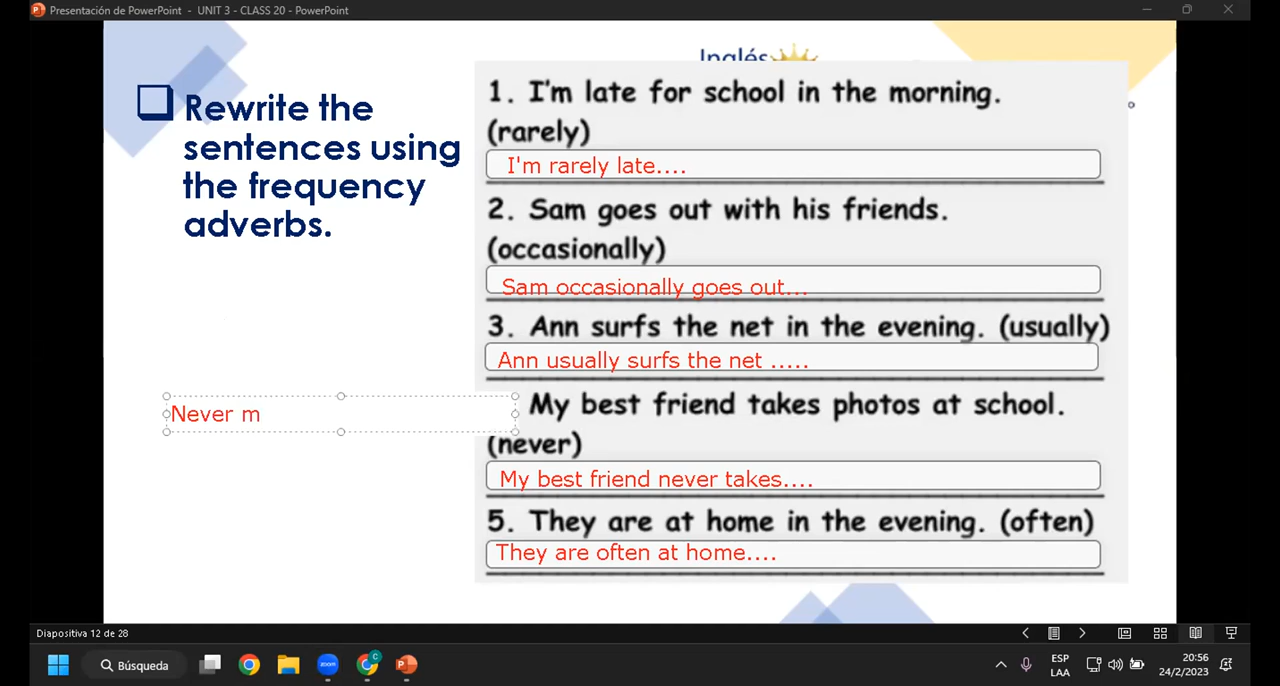 Presentación de PowerPoint - UNIT 3 - CLASS 20 - PowerPoint
Inglés
Rewrite the
sentences using
the frequency
adverbs.
1. I'm late for school in the morning.
(rarely)
I'm rarely late....
2. Sam goes out with his friends.
(occasionally)
Sam occasionally goes out...
3. Ann surfs the net in the evening. (usually)
Ann usually surfs the net .....
Never m
My best friend takes photos at school.
(never)
My best friend never takes....
5. They are at home in the evening. (often)
They are often at home....
Diapositiva 12 de 28
Búsqueda
ESP
LAA
20:56
24/2/2023